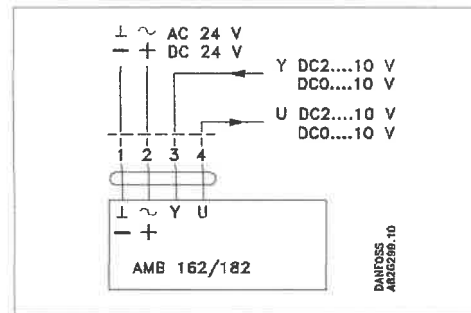 ⊥ ~ AC 24 V
− + DC 24 V
Y DC2....10 V
DC0....10 V
U DC2....10 V
DC0....10 V
1 2 3 4
⊥ ~ Y U
− +
AMB 162/182
DANFOSS
A82G299.10